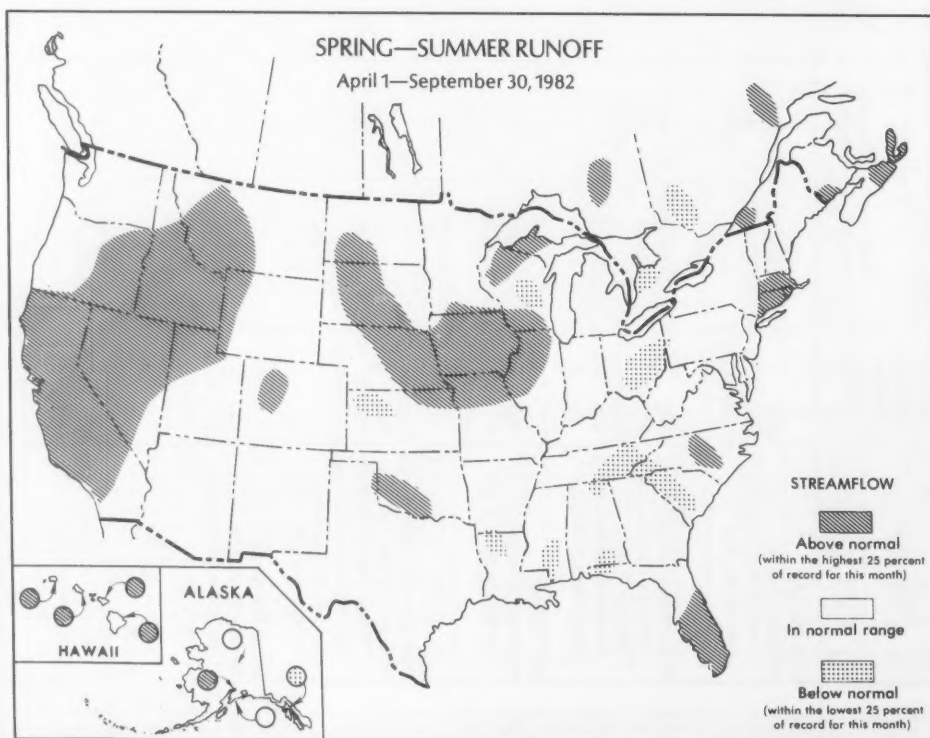 SPRING—SUMMER RUNOFF
April 1—September 30, 1982
STREAMFLOW
Above normal
(within the highest 25 percent
of record for this month)
In normal range
Below normal
(within the lowest 25 percent
of record for this month)
ALASKA
HAWAII